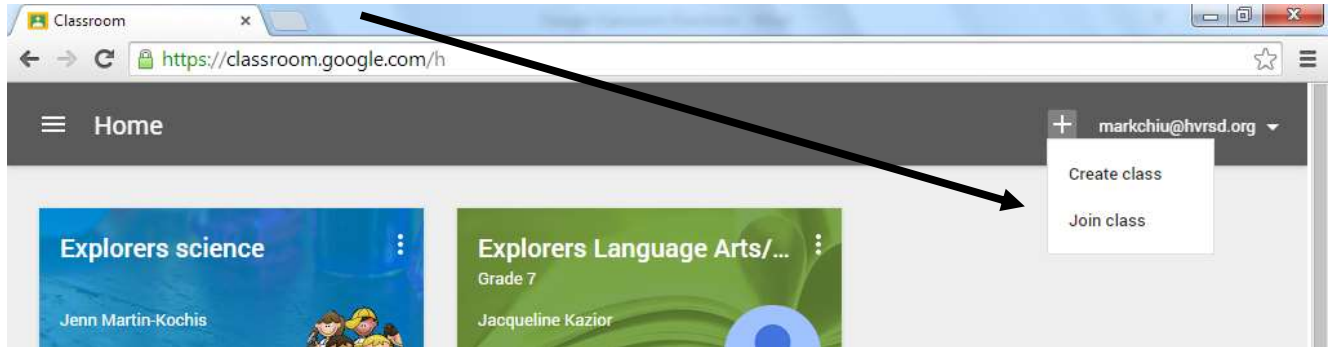 Classroom
https://classroom.google.com/h
Home
markchiu@hvrsd.org
Create class
Join class
Explorers science
Jenn Martin-Kochis
Explorers Language Arts/...
Grade 7
Jacqueline Kazior